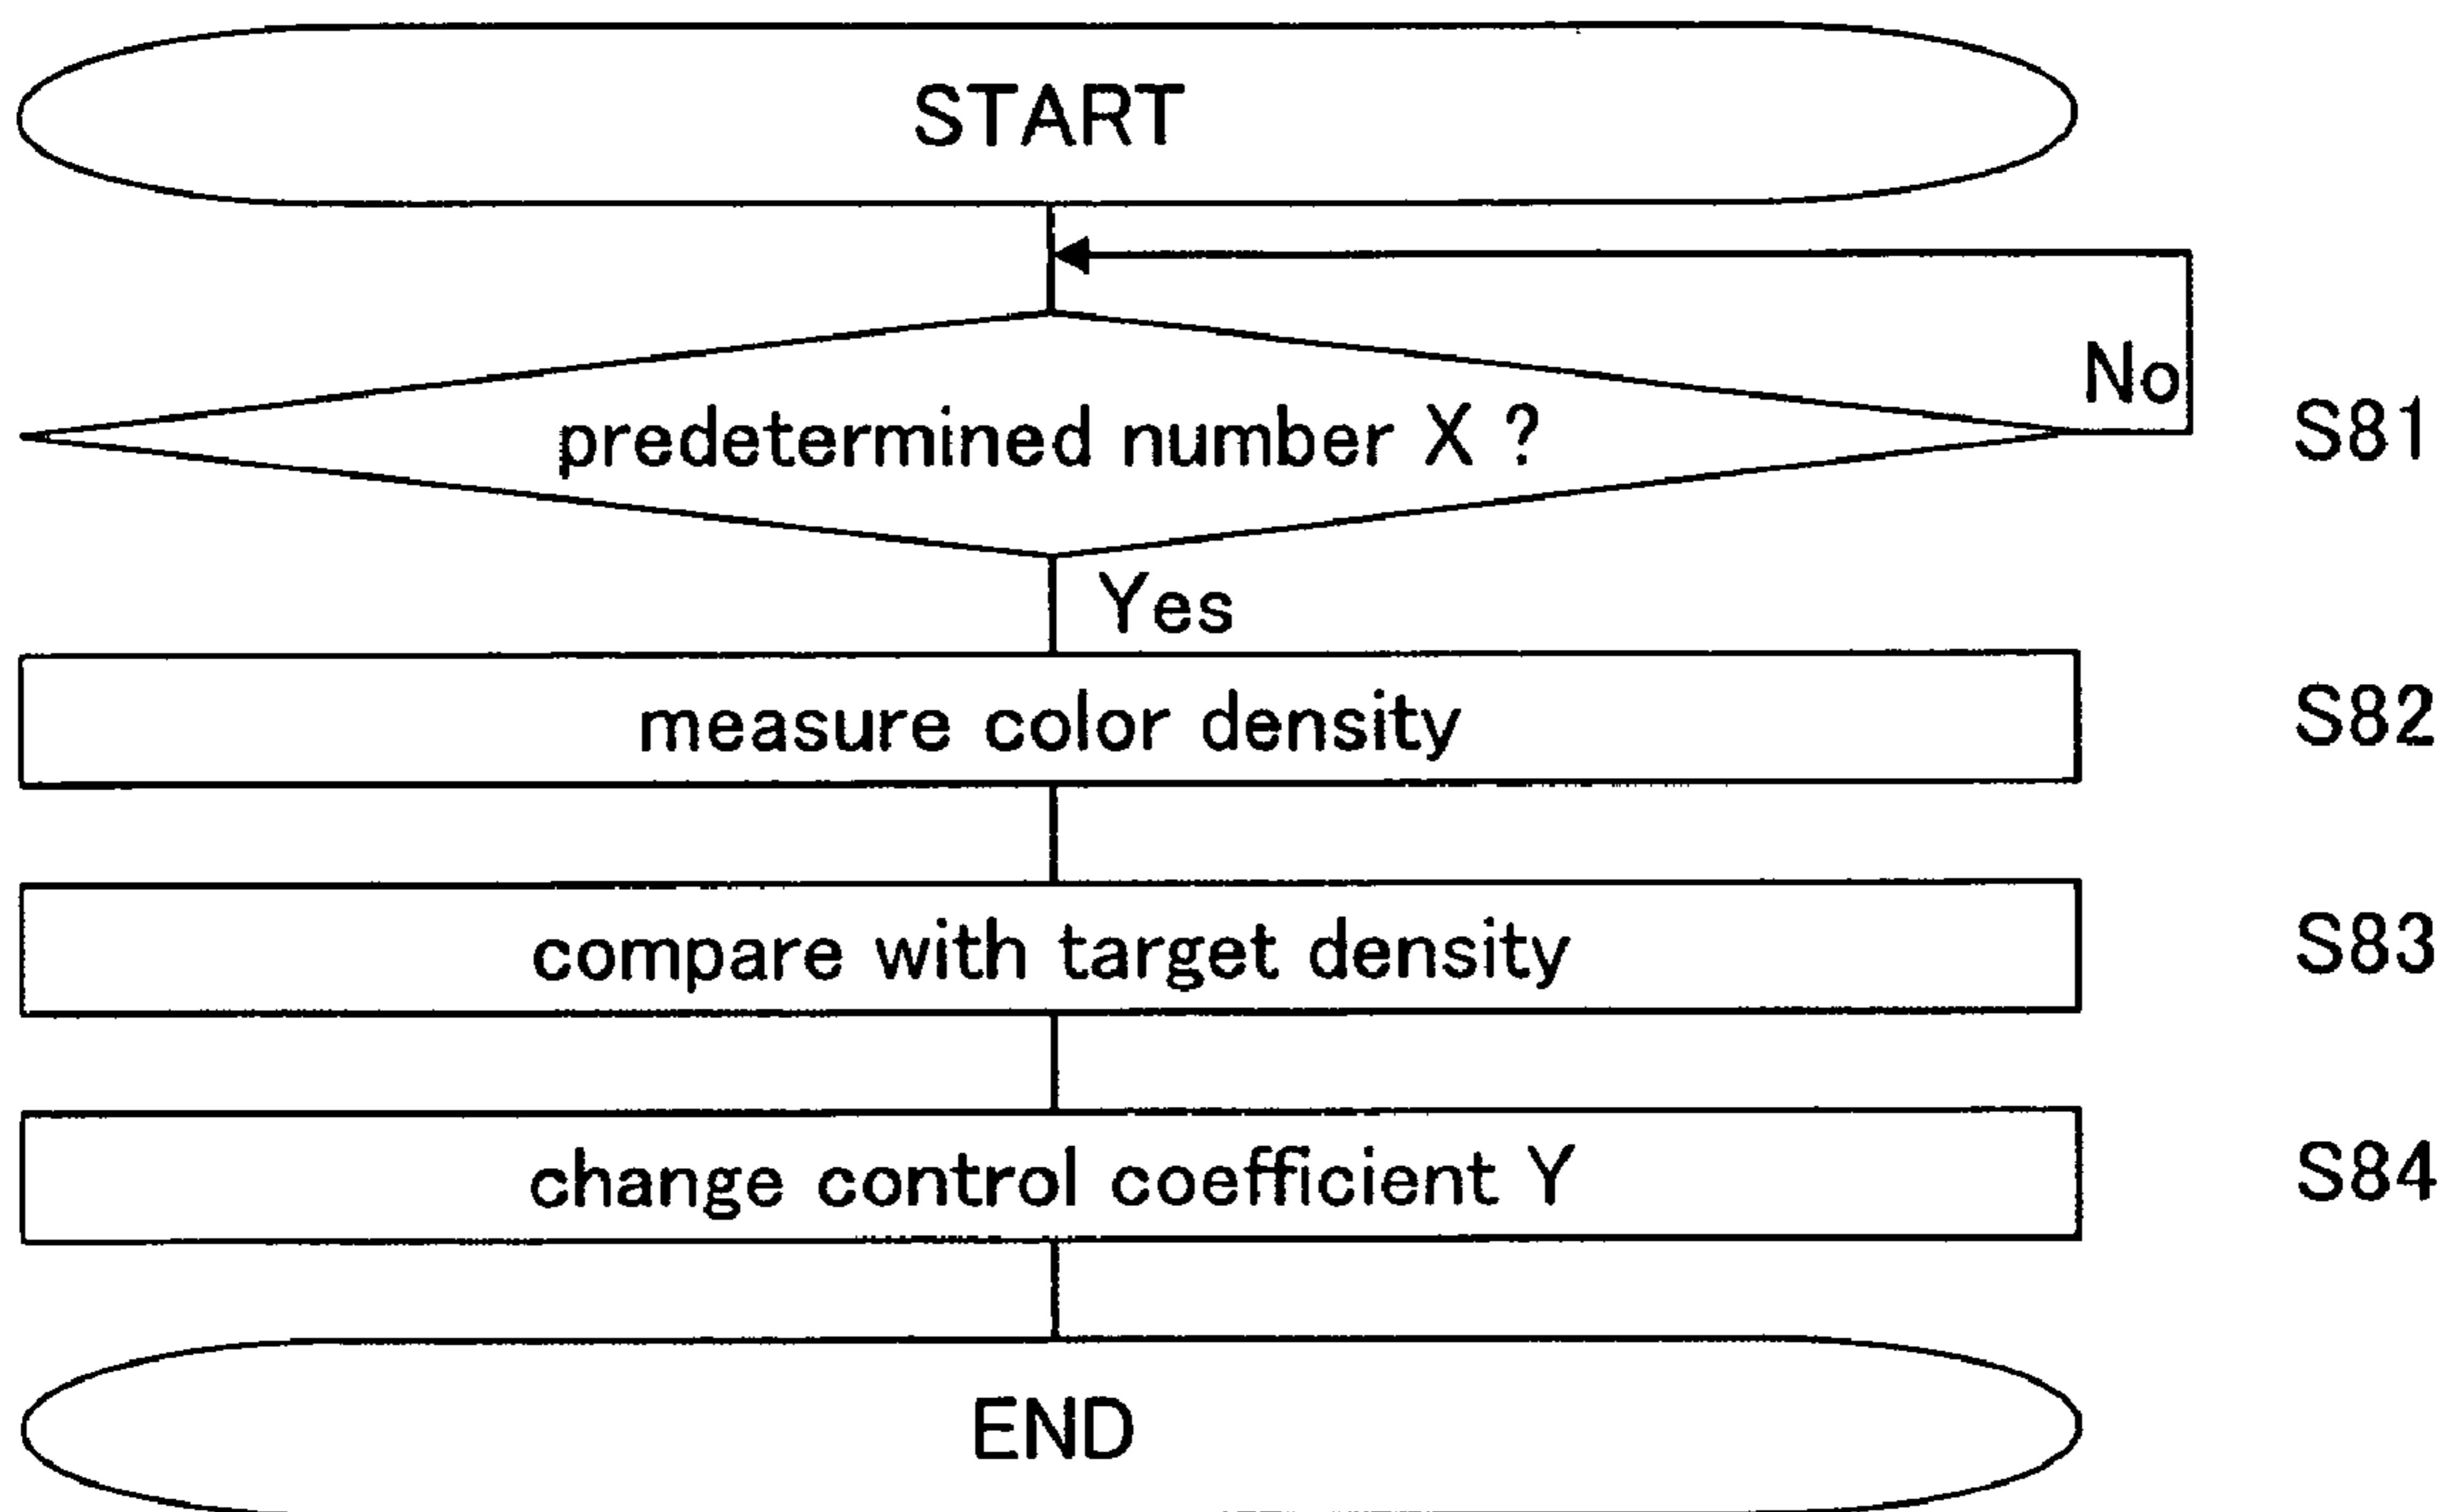 START
No
predetermined number X ?
S81
Yes
measure color density
S82
compare with target density
S83
change control coefficient Y
S84
END